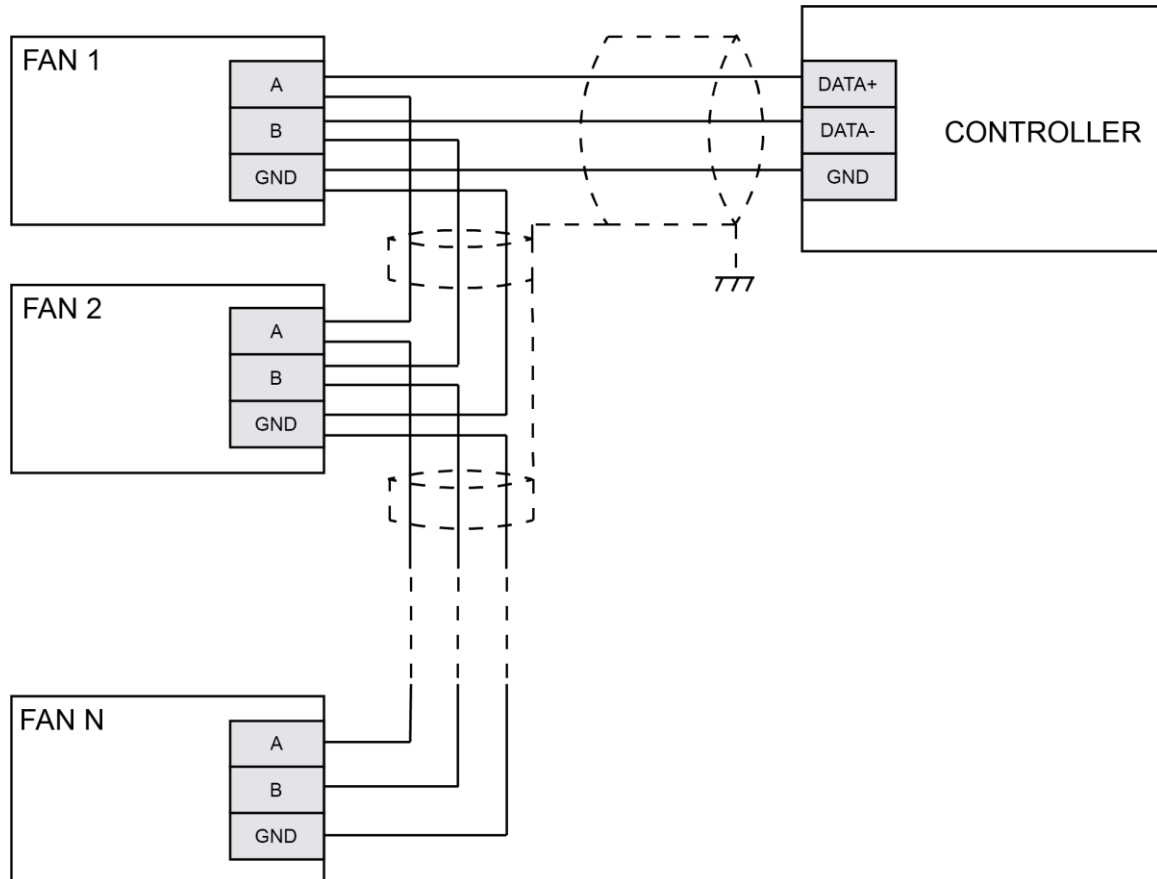 FAN 1
A
B
GND
DATA+
DATA-
GND
CONTROLLER
FAN 2
A
B
GND
FAN N
A
B
GND